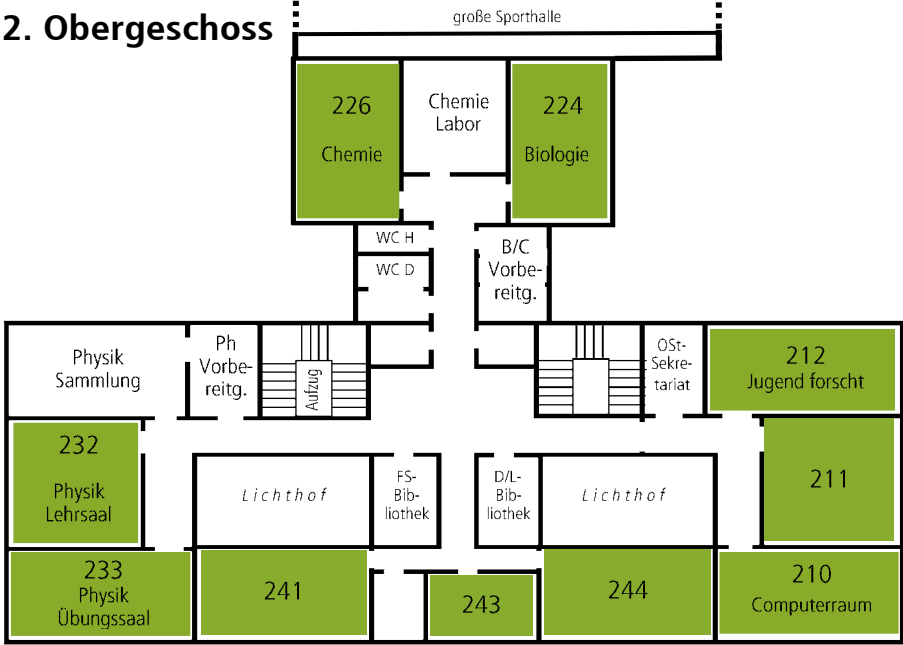 2. Obergeschoss
große Sporthalle
226
Chemie
Chemie
Labor
224
Biologie
WC H
WC D
B/C
Vorbe-
reitg.
Physik
Sammlung
Ph
Vorbe-
reitg.
Aufzug
OSt-
Sekre-
tariat
212
Jugend forscht
232
Physik
Lehrsaal
Lichthof
FS-
Bib-
liothek
D/L-
Bib-
liothek
Lichthof
211
233
Physik
Übungssaal
241
243
244
210
Computerraum